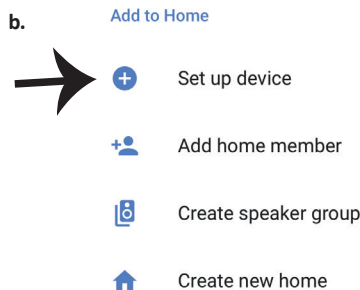 b.
Add to Home
Set up device
Add home member
Create speaker group
Create new home